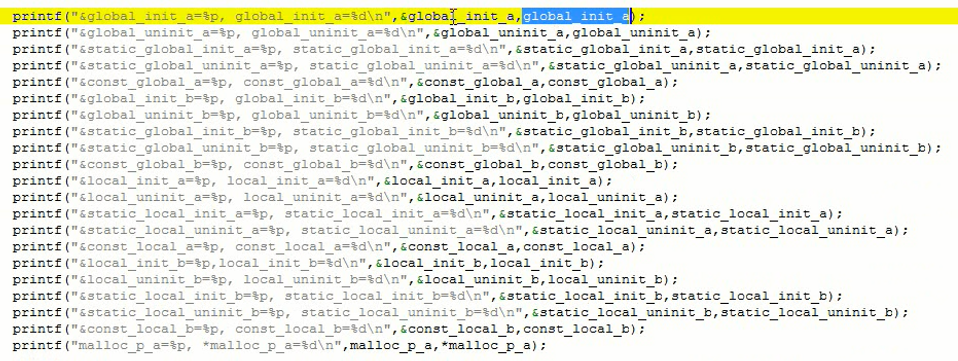 printf("&global_init_a=%p, global_init_a=%d\n",&global_init_a,global_init_a);
printf("&global_uninit_a=%p, global_uninit_a=%d\n",&global_uninit_a,global_uninit_a);
printf("&static_global_init_a=%p, static_global_init_a=%d\n",&static_global_init_a,static_global_init_a);
printf("&static_global_uninit_a=%p, static_global_uninit_a=%d\n",&static_global_uninit_a,static_global_uninit_a);
printf("&const_global_a=%p, const_global_a=%d\n",&const_global_a,const_global_a);
printf("&global_init_b=%p, global_init_b=%d\n",&global_init_b,global_init_b);
printf("&global_uninit_b=%p, global_uninit_b=%d\n",&global_uninit_b,global_uninit_b);
printf("&static_global_init_b=%p, static_global_init_b=%d\n",&static_global_init_b,static_global_init_b);
printf("&static_global_uninit_b=%p, static_global_uninit_b=%d\n",&static_global_uninit_b,static_global_uninit_b);
printf("&const_global_b=%p, const_global_b=%d\n",&const_global_b,const_global_b);
printf("&local_init_a=%p, local_init_a=%d\n",&local_init_a,local_init_a);
printf("&local_uninit_a=%p, local_uninit_a=%d\n",&local_uninit_a,local_uninit_a);
printf("&static_local_init_a=%p, static_local_init_a=%d\n",&static_local_init_a,static_local_init_a);
printf("&static_local_uninit_a=%p, static_local_uninit_a=%d\n",&static_local_uninit_a,static_local_uninit_a);
printf("&const_local_a=%p, const_local_a=%d\n",&const_local_a,const_local_a);
printf("&local_init_b=%p,local_init_b=%d\n",&local_init_b,local_init_b);
printf("&local_uninit_b=%p, local_uninit_b=%d\n",&local_uninit_b,local_uninit_b);
printf("&static_local_init_b=%p, static_local_init_b=%d\n",&static_local_init_b,static_local_init_b);
printf("&static_local_uninit_b=%p, static_local_uninit_b=%d\n",&static_local_uninit_b,static_local_uninit_b);
printf("&const_local_b=%p, const_local_b=%d\n",&const_local_b,const_local_b);
printf("malloc_p_a=%p, *malloc_p_a=%d\n",malloc_p_a,*malloc_p_a);